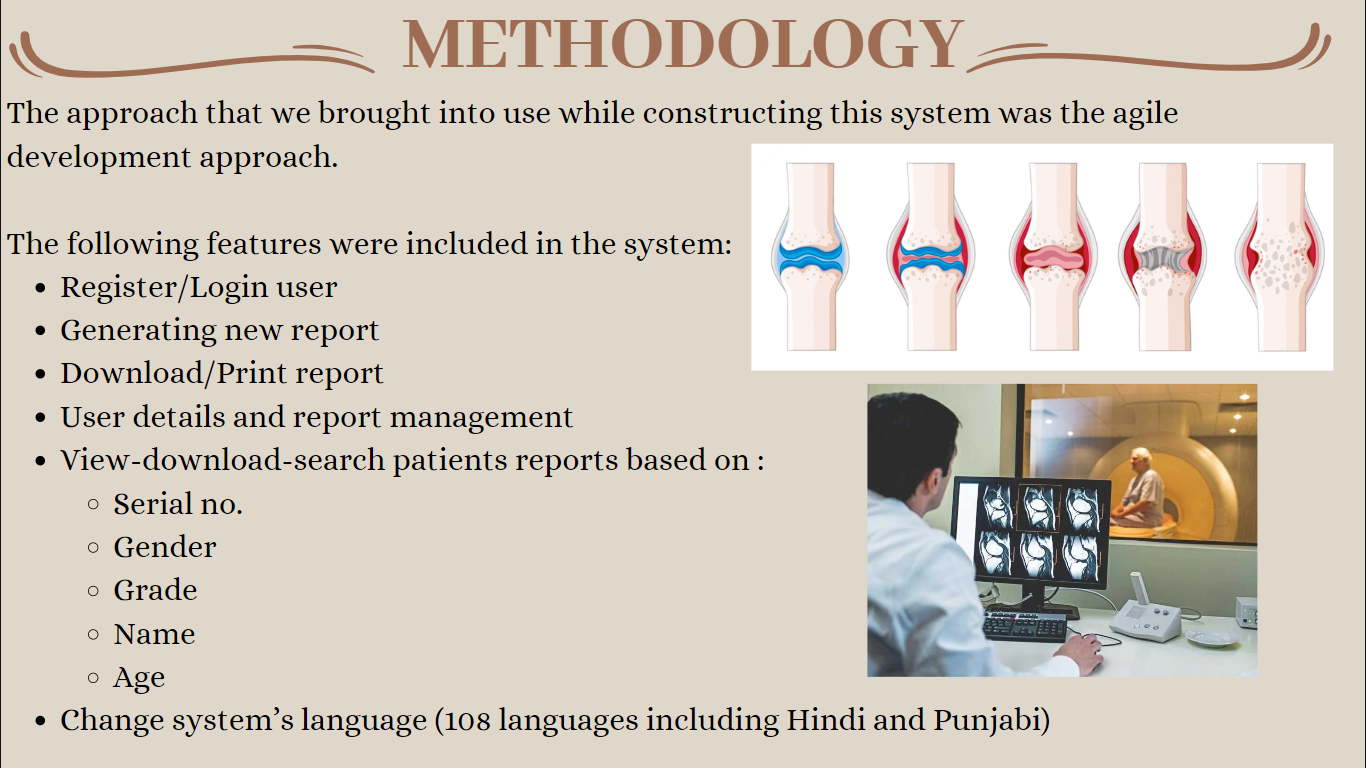 METHODOLOGY
The approach that we brought into use while constructing this system was the agile
development approach.
The following features were included in the system:
• Register/Login user
• Generating new report
• Download/Print report
• User details and report management
• View-download-search patients reports based on :
○ Serial no.
○ Gender
○ Grade
○ Name
○ Age
• Change system’s language (108 languages including Hindi and Punjabi)